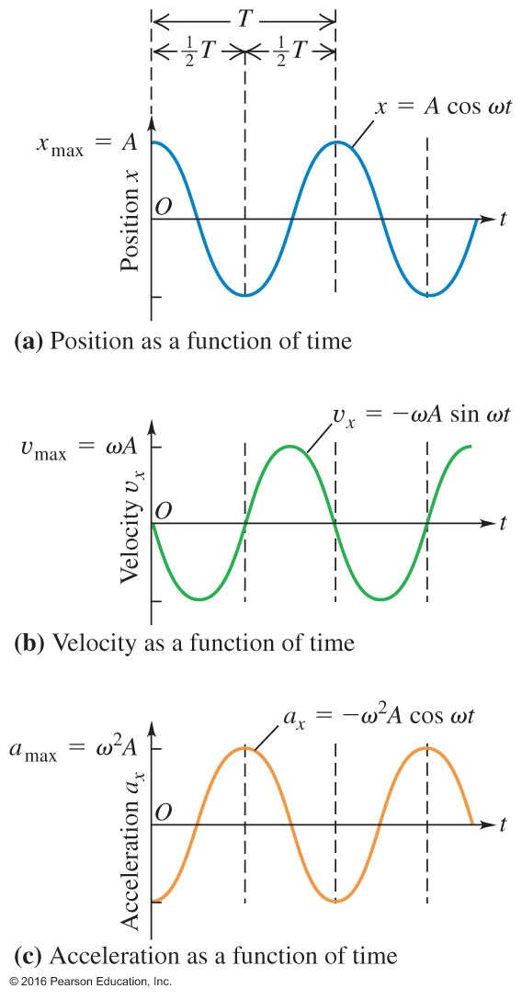 T
½T ½T
x = A cos ωt
x_max = A
O
Position x
t
(a) Position as a function of time
v_x = −ωA sin ωt
υ_max = ωA
O
Velocity υ_x
t
(b) Velocity as a function of time
a_x = −ω²A cos ωt
a_max = ω²A
O
Acceleration a_x
t
(c) Acceleration as a function of time
© 2016 Pearson Education, Inc.